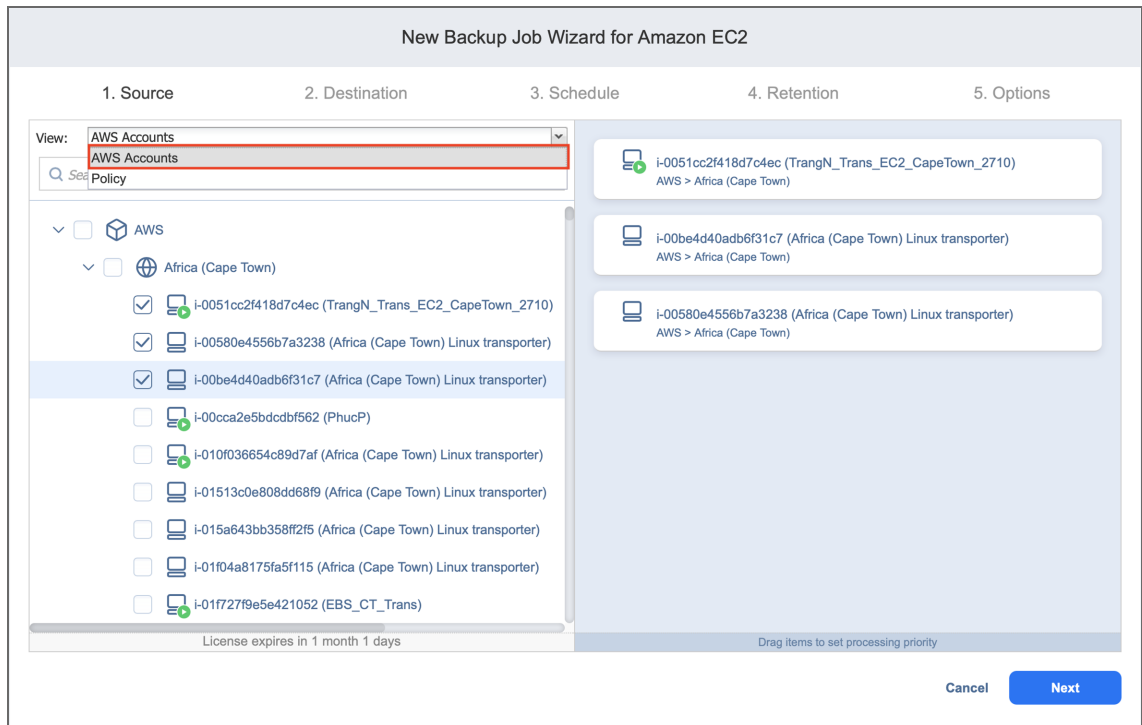 New Backup Job Wizard for Amazon EC2
1. Source
2. Destination
3. Schedule
4. Retention
5. Options
View:
AWS Accounts
AWS Accounts
Policy
AWS
Africa (Cape Town)
i-0051cc2f418d7c4ec (TrangN_Trans_EC2_CapeTown_2710)
i-00580e4556b7a3238 (Africa (Cape Town) Linux transporter)
i-00be4d40adb6f31c7 (Africa (Cape Town) Linux transporter)
i-00cca2e5bdcdbf562 (PhucP)
i-010f036654c89d7af (Africa (Cape Town) Linux transporter)
i-01513c0e808dd68f9 (Africa (Cape Town) Linux transporter)
i-015a643bb358ff2f5 (Africa (Cape Town) Linux transporter)
i-01f04a8175fa5f115 (Africa (Cape Town) Linux transporter)
i-01f727f9e5e421052 (EBS_CT_Trans)
License expires in 1 month 1 days
i-0051cc2f418d7c4ec (TrangN_Trans_EC2_CapeTown_2710)
AWS > Africa (Cape Town)
i-00be4d40adb6f31c7 (Africa (Cape Town) Linux transporter)
AWS > Africa (Cape Town)
i-00580e4556b7a3238 (Africa (Cape Town) Linux transporter)
AWS > Africa (Cape Town)
Drag items to set processing priority
Cancel
Next